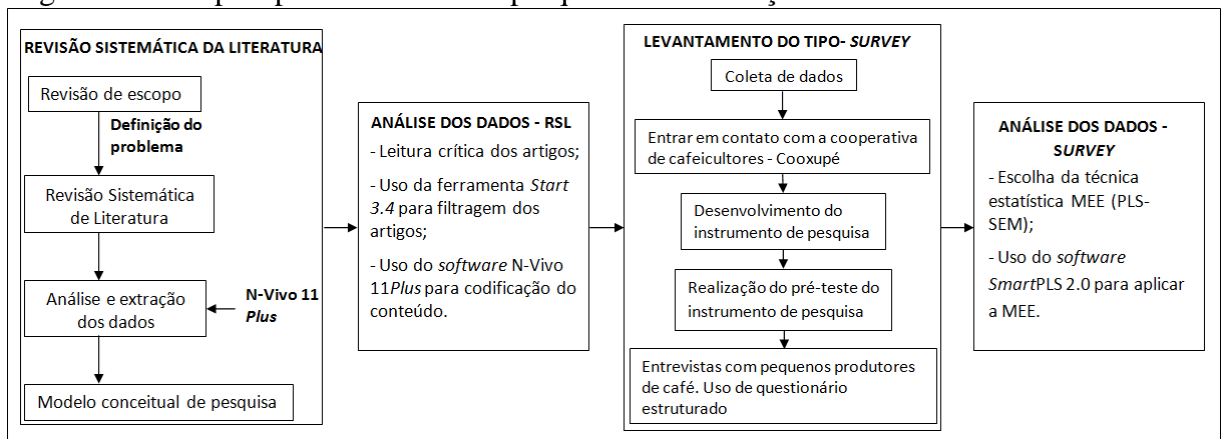 REVISÃO SISTEMÁTICA DA LITERATURA
Revisão de escopo
Definição do
problema
Revisão Sistemática
de Literatura
Análise e extração
dos dados
N-Vivo 11
Plus
Modelo conceitual de pesquisa
ANÁLISE DOS DADOS - RSL
- Leitura crítica dos artigos;
- Uso da ferramenta Start
3.4 para filtragem dos
artigos;
- Uso do software N-Vivo
11Plus para codificação do
conteúdo.
LEVANTAMENTO DO TIPO- SURVEY
Coleta de dados
Entrar em contato com a cooperativa
de cafeicultores - Cooxupé
Desenvolvimento do
instrumento de pesquisa
Realização do pré-teste do
instrumento de pesquisa
Entrevistas com pequenos produtores
de café. Uso de questionário
estruturado
ANÁLISE DOS DADOS -
SURVEY
- Escolha da técnica
estatística MEE (PLS-
SEM);
- Uso do software
SmartPLS 2.0 para aplicar
a MEE.